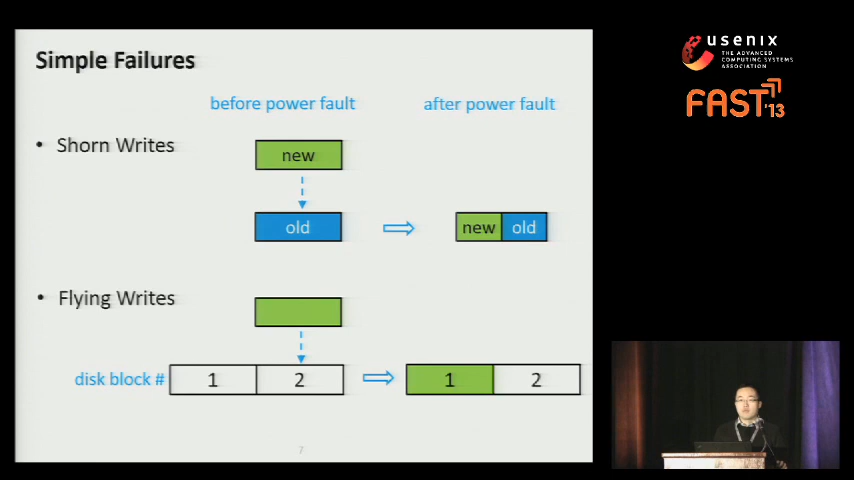 Simple Failures
before power fault
after power fault
• Shorn Writes
new
old
new old
• Flying Writes
disk block #
1 2
1 2
7
usenix
THE ADVANCED
COMPUTING SYSTEMS
ASSOCIATION
FAST '13